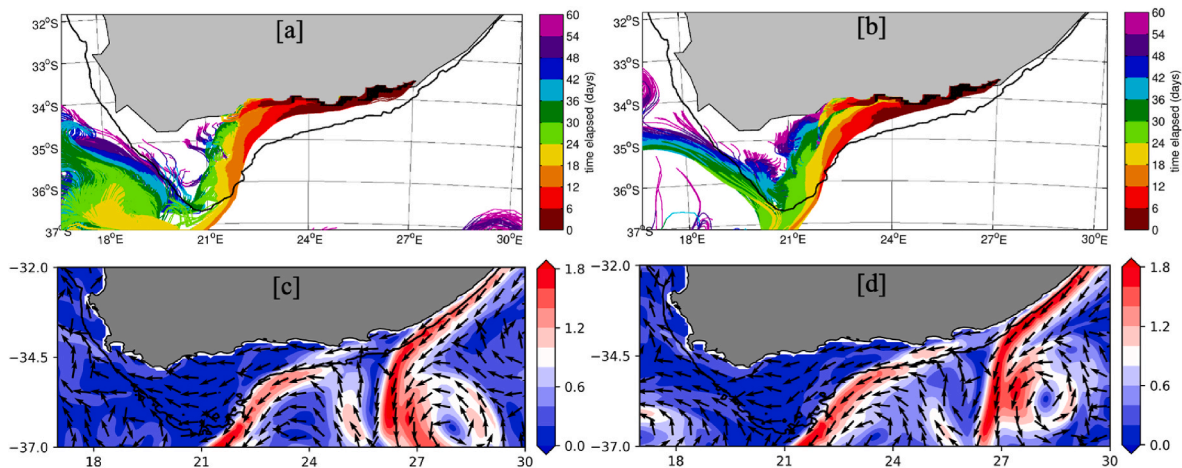 [a]
32°S
33°S
34°S
35°S
36°S
37°S
18°E
21°E
24°E
27°E
30°E
60
54
48
42
36
30
24
18
12
6
0
time elapsed (days)
[b]
32°S
33°S
34°S
35°S
36°S
37°S
18°E
21°E
24°E
27°E
30°E
60
54
48
42
36
30
24
18
12
6
0
time elapsed (days)
[c]
−32.0
−34.5
−37.0
18
21
24
27
30
1.8
1.2
0.6
0.0
[d]
−32.0
−34.5
−37.0
18
21
24
27
30
1.8
1.2
0.6
0.0